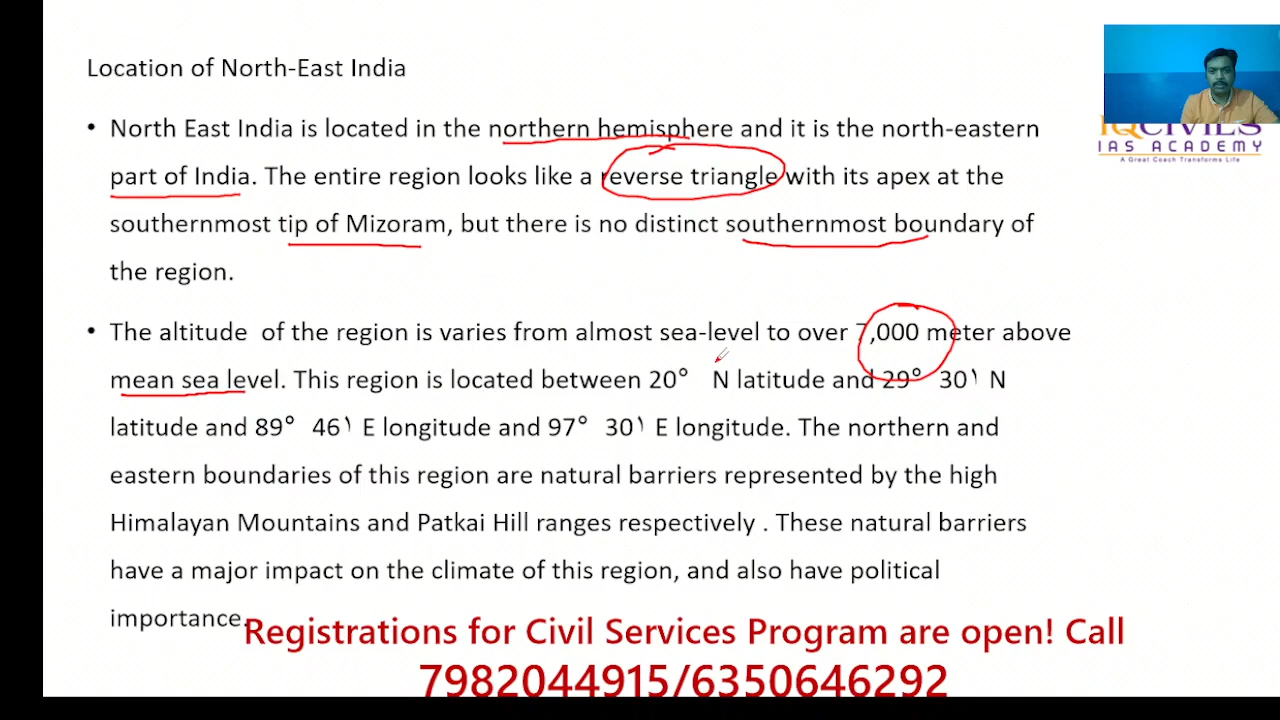 Location of North-East India
IQCIVILS
IAS ACADEMY
A Great Coach Transforms Life
• North East India is located in the northern hemisphere and it is the north-eastern
part of India. The entire region looks like a reverse triangle with its apex at the
southernmost tip of Mizoram, but there is no distinct southernmost boundary of
the region.
• The altitude of the region is varies from almost sea-level to over 7,000 meter above
mean sea level. This region is located between 20° N latitude and 29° 30\ N
latitude and 89° 46\ E longitude and 97° 30\ E longitude. The northern and
eastern boundaries of this region are natural barriers represented by the high
Himalayan Mountains and Patkai Hill ranges respectively . These natural barriers
have a major impact on the climate of this region, and also have political
importance.
Registrations for Civil Services Program are open! Call
7982044915/6350646292